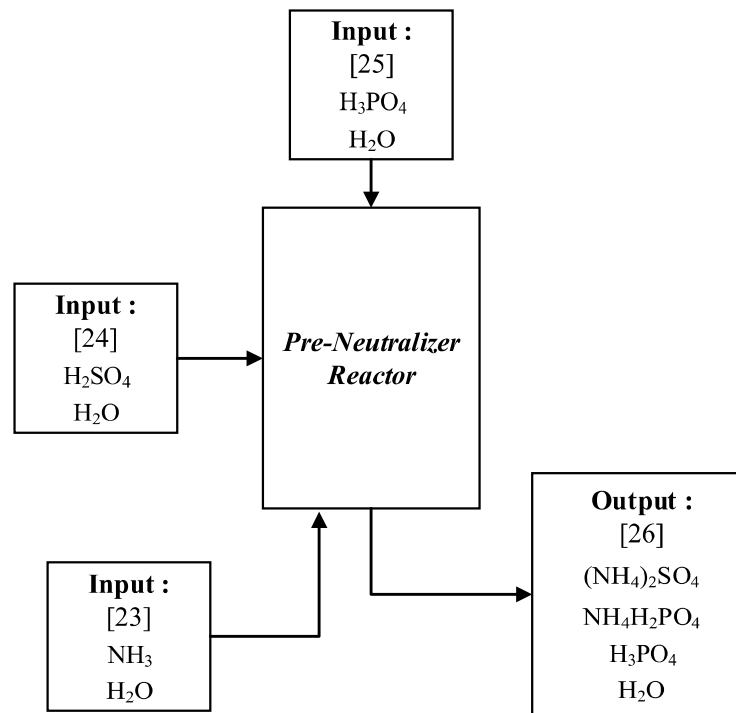 Input :
[25]
H₃PO₄
H₂O
Input :
[24]
H₂SO₄
H₂O
Pre-Neutralizer
Reactor
Input :
[23]
NH₃
H₂O
Output :
[26]
(NH₄)₂SO₄
NH₄H₂PO₄
H₃PO₄
H₂O